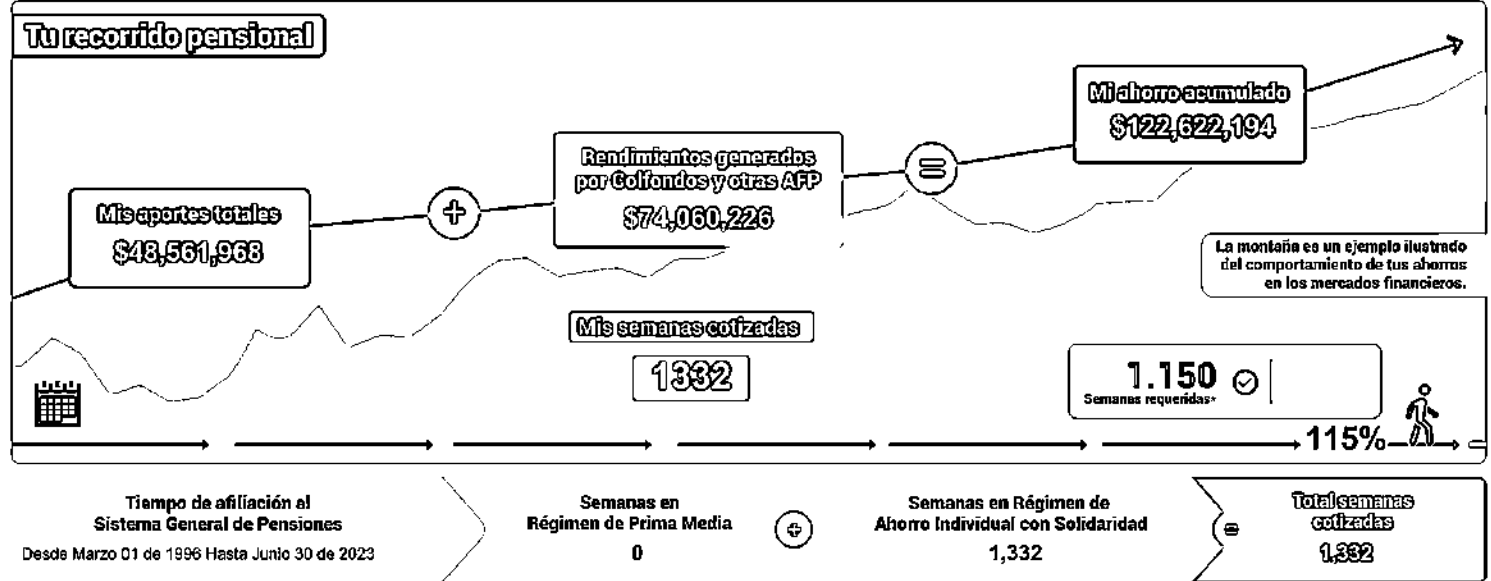 Tu recorrido pensional
Mi ahorro acumulado
$122,622,194
Rendimientos generados
por Colfondos y otras AFP
$74,060,226
Mis aportes totales
$48,561,968
La montaña es un ejemplo ilustrado
del comportamiento de tus ahorros
en los mercados financieros.
Mis semanas cotizadas
1332
1.150
Semanas requeridas*
115%
Tiempo de afiliación al
Sistema General de Pensiones
Desde Marzo 01 de 1996 Hasta Junio 30 de 2023
Semanas en
Régimen de Prima Media
0
Semanas en Régimen de
Ahorro Individual con Solidaridad
1,332
Total semanas
cotizadas
1,332